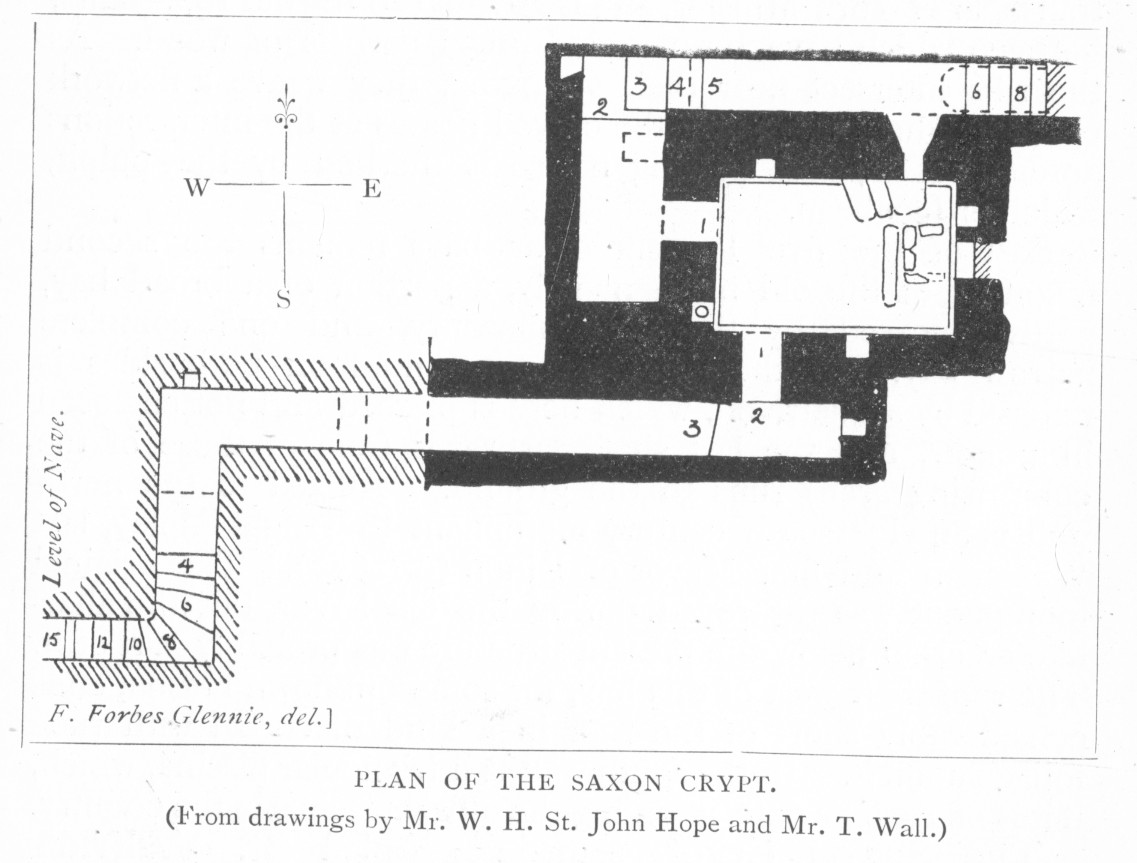 3 4 5 6 8
2
W E
1
S
1
3 2
Level of Nave.
4
6
15 12 10 8
F. Forbes Glennie, del.]
PLAN OF THE SAXON CRYPT.
(From drawings by Mr. W. H. St. John Hope and Mr. T. Wall.)